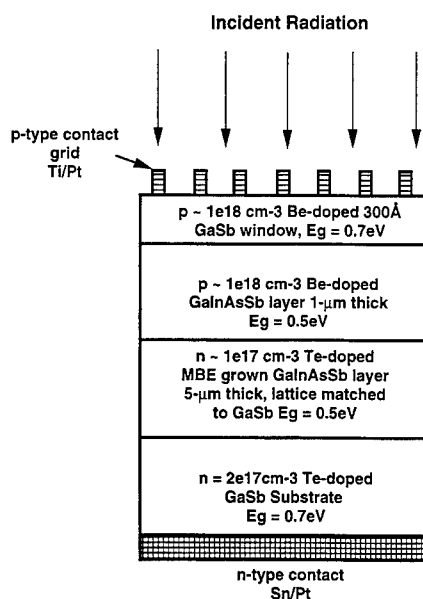 Incident Radiation
p-type contact
grid
Ti/Pt
p ~ 1e18 cm-3 Be-doped 300Å
GaSb window, Eg = 0.7eV
p ~ 1e18 cm-3 Be-doped
GaInAsSb layer 1-μm thick
Eg = 0.5eV
n ~ 1e17 cm-3 Te-doped
MBE grown GaInAsSb layer
5-μm thick, lattice matched
to GaSb Eg = 0.5eV
n = 2e17cm-3 Te-doped
GaSb Substrate
Eg = 0.7eV
n-type contact
Sn/Pt